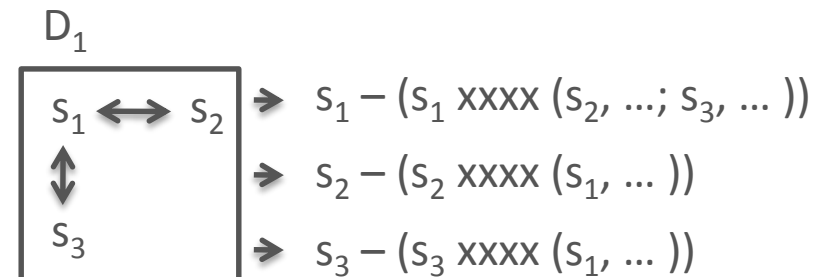 D₁
s₁ ↔ s₂ → s₁ – (s₁ xxxx (s₂, …; s₃, … ))
↕ → s₂ – (s₂ xxxx (s₁, … ))
s₃ → s₃ – (s₃ xxxx (s₁, … ))